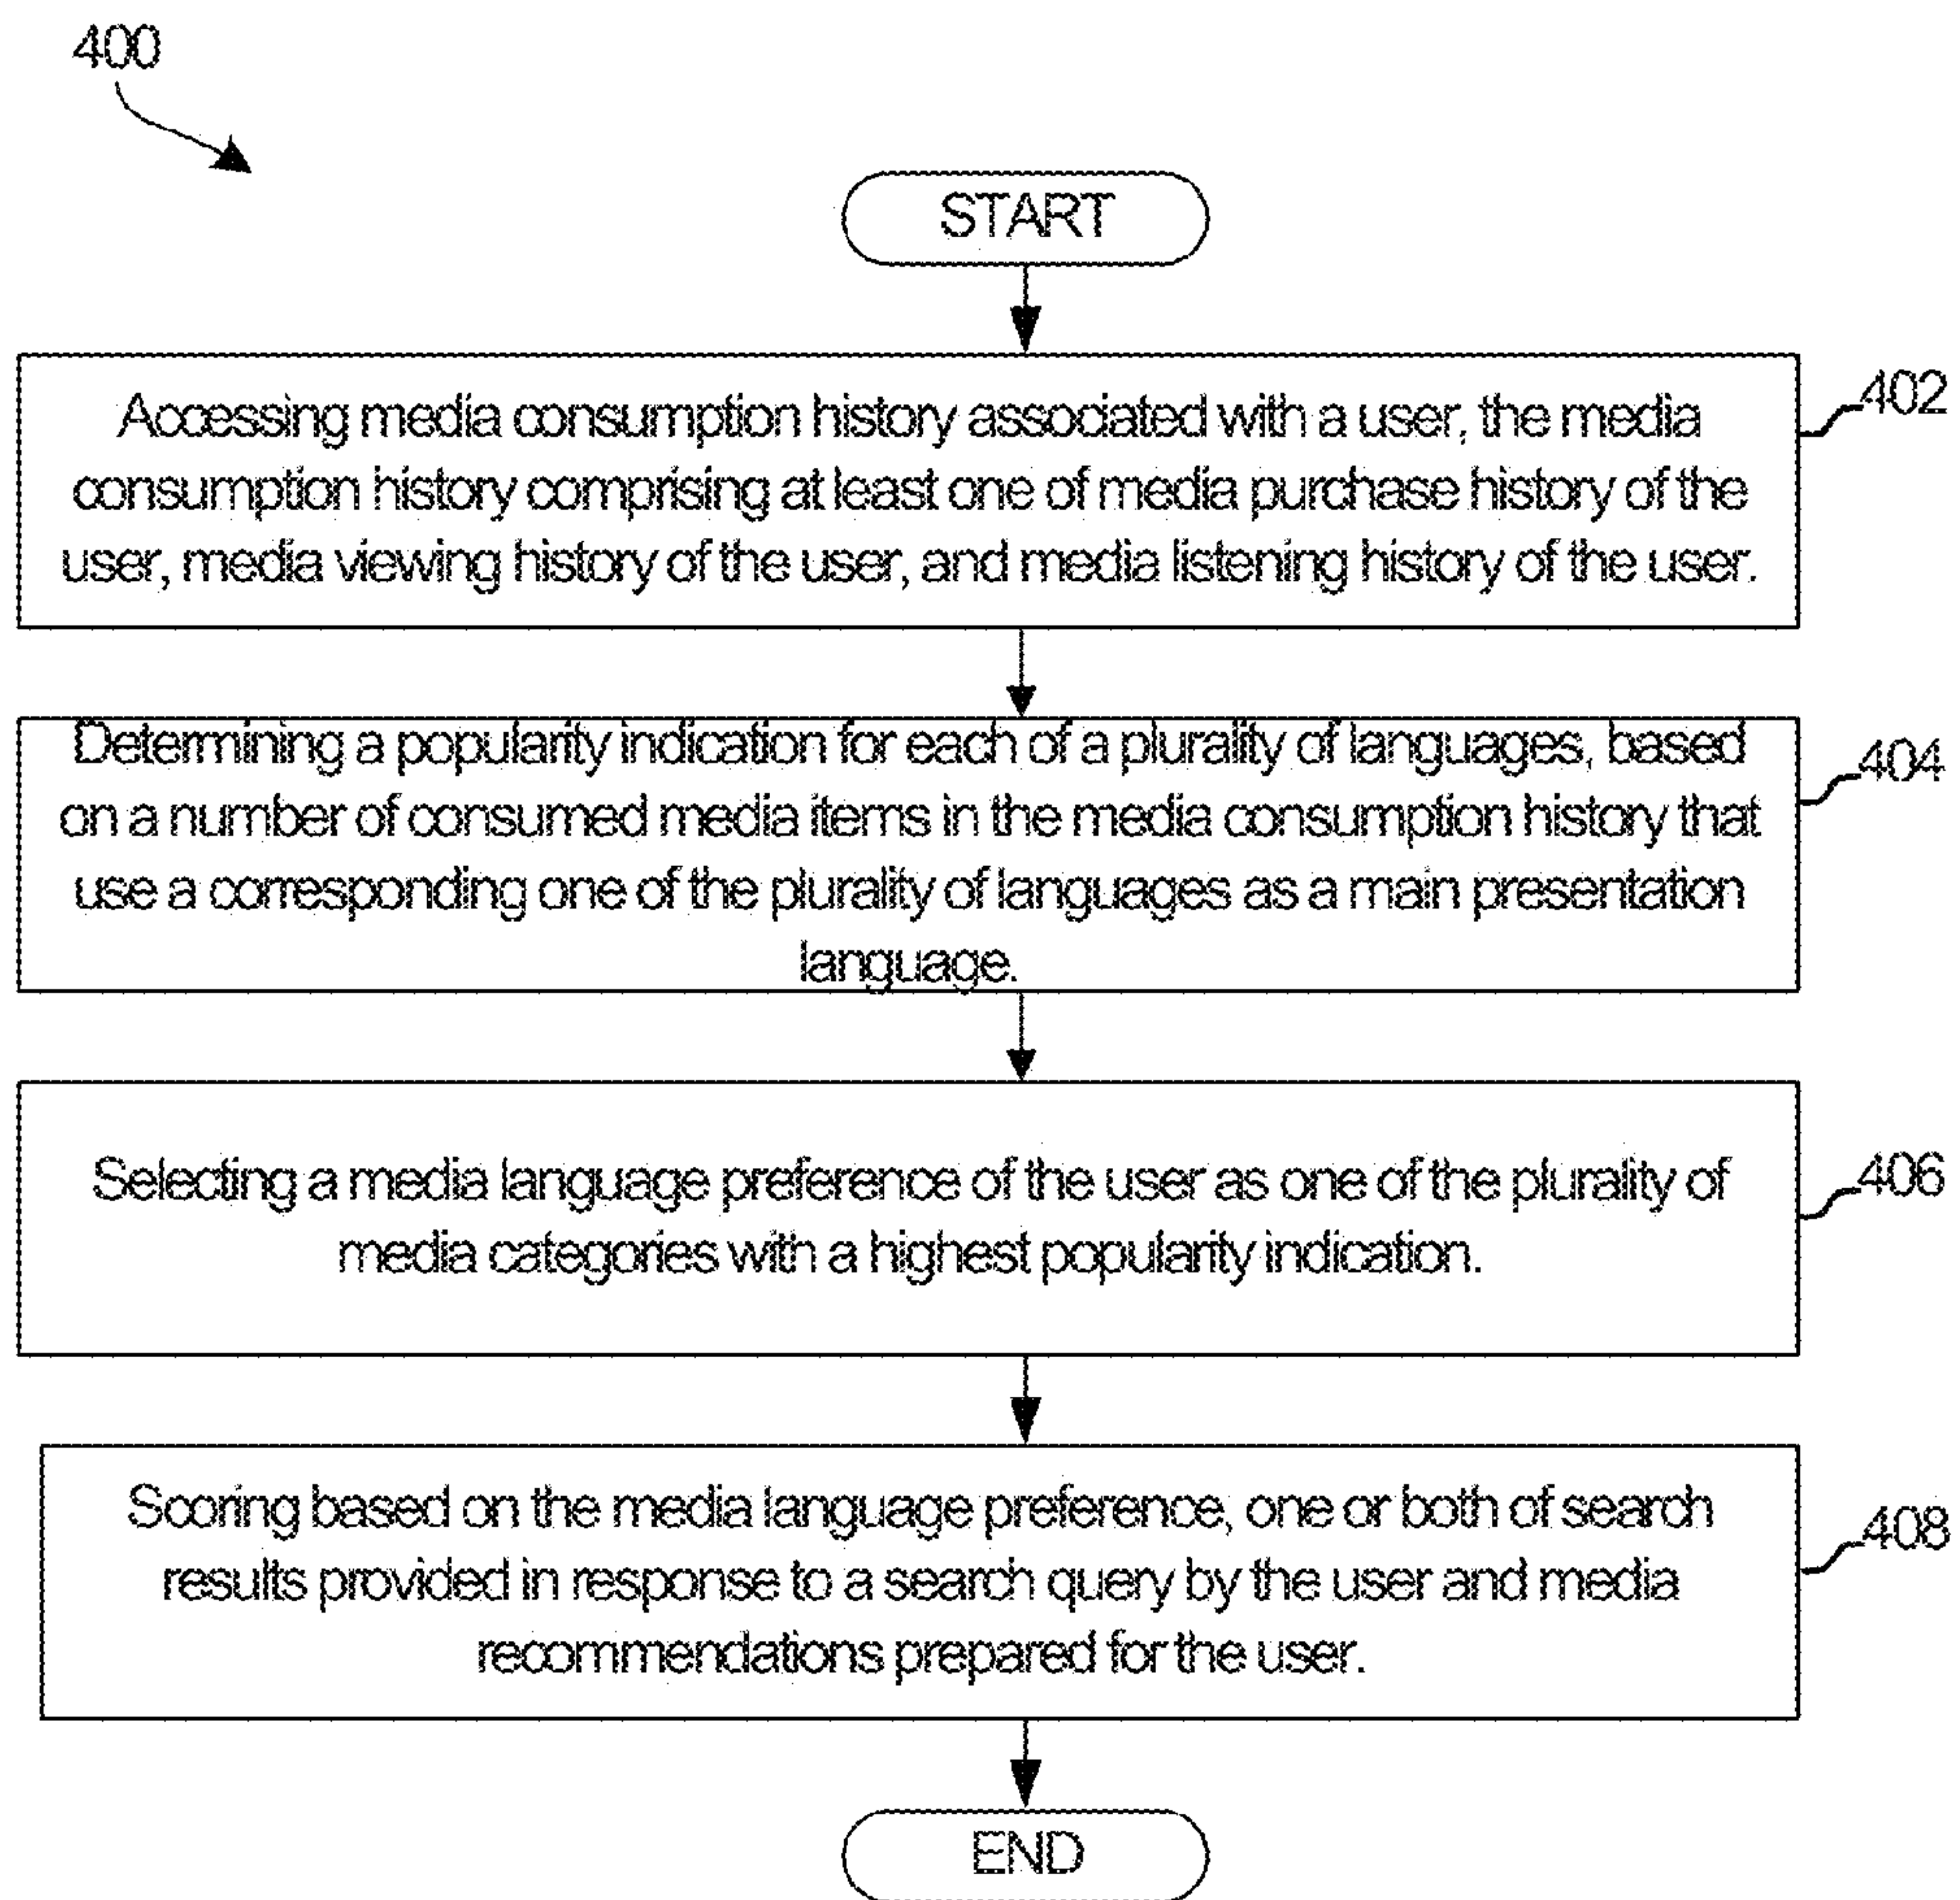 400
START
Accessing media consumption history associated with a user, the media
consumption history comprising at least one of media purchase history of the
user, media viewing history of the user, and media listening history of the user.
402
Determining a popularity indication for each of a plurality of languages, based
on a number of consumed media items in the media consumption history that
use a corresponding one of the plurality of languages as a main presentation
language.
404
Selecting a media language preference of the user as one of the plurality of
media categories with a highest popularity indication.
406
Scoring based on the media language preference, one or both of search
results provided in response to a search query by the user and media
recommendations prepared for the user.
408
END